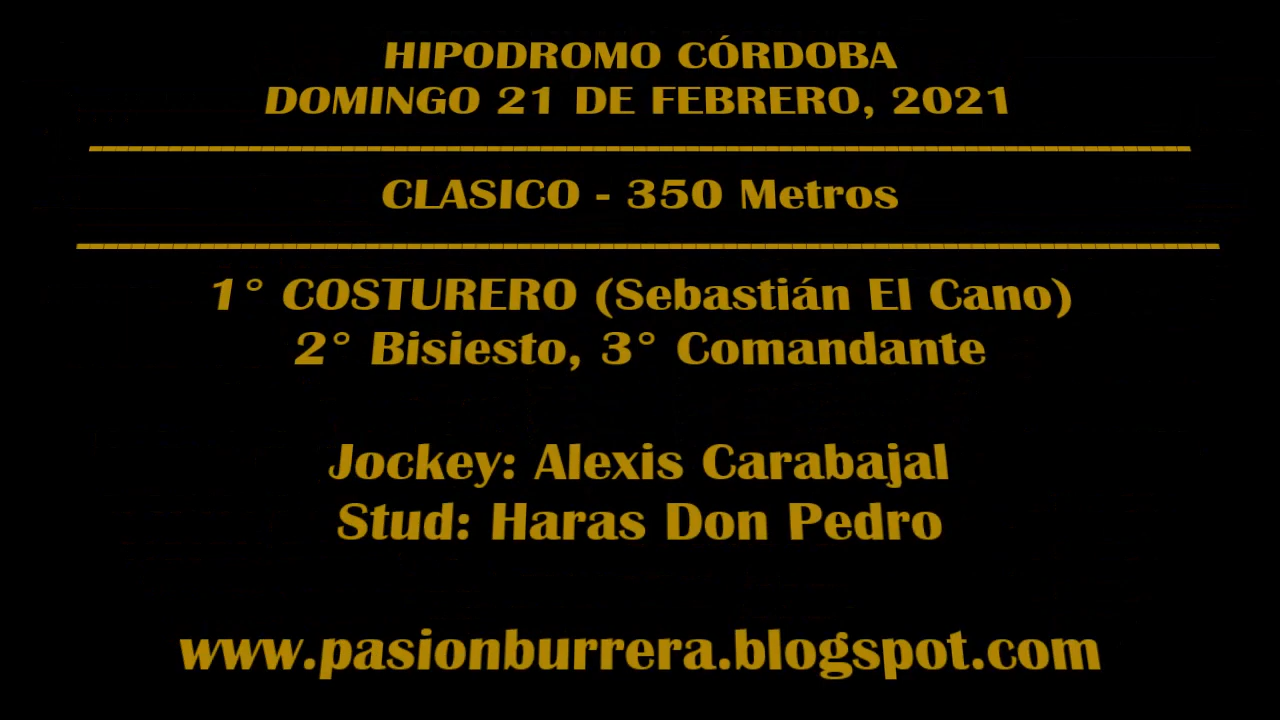 HIPODROMO CÓRDOBA
DOMINGO 21 DE FEBRERO, 2021
CLASICO - 350 Metros
1° COSTURERO (Sebastián El Cano)
2° Bisiesto, 3° Comandante
Jockey: Alexis Carabajal
Stud: Haras Don Pedro
www.pasionburrera.blogspot.com